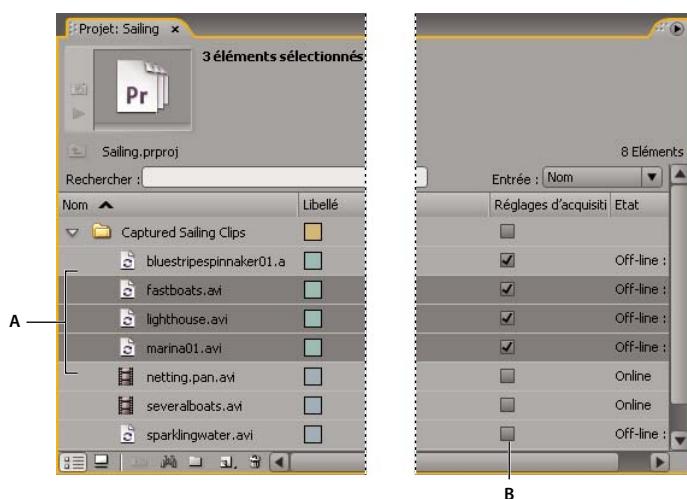 Projet: Sailing x
3 éléments sélectionnés
Pr
Sailing.prproj
8 Eléments
Rechercher :
Entrée : Nom
Nom Libellé Réglages d'acquisiti Etat
Captured Sailing Clips
bluestripespinnaker01.a Off-line :
fastboats.avi Off-line :
A
lighthouse.avi Off-line :
marina01.avi Off-line :
netting.pan.avi Online
severalboats.avi Online
sparklingwater.avi Off-line :
B